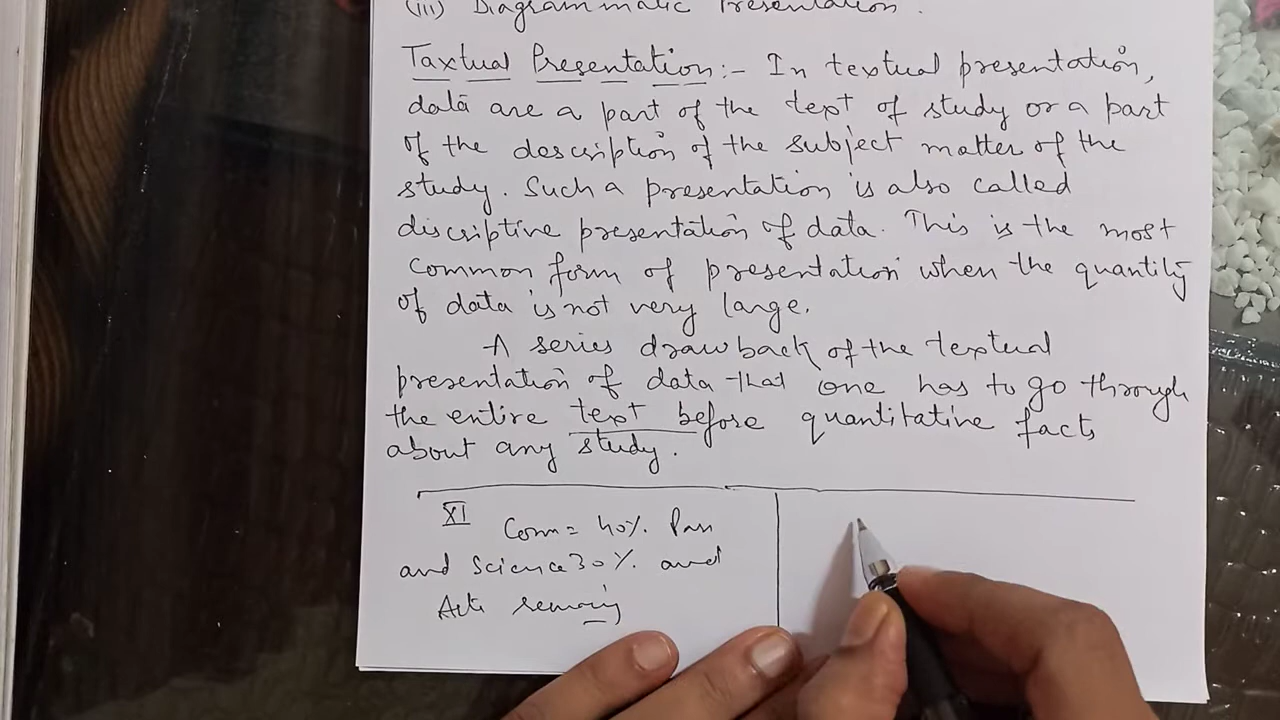 (iii) Diagrammatic Presentation.
Taxtual Presentation:- In textual presentation,
data are a part of the text of study or a part
of the description of the subject matter of the
study. Such a presentation is also called
discriptive presentation of data. This is the most
common form of presentation when the quantity
of data is not very large.
A series drawback of the textual
presentation of data that one has to go through
the entire text before quantitative facts
about any study.
XI Comm = 40% Pass
and Science 30% and
Arts